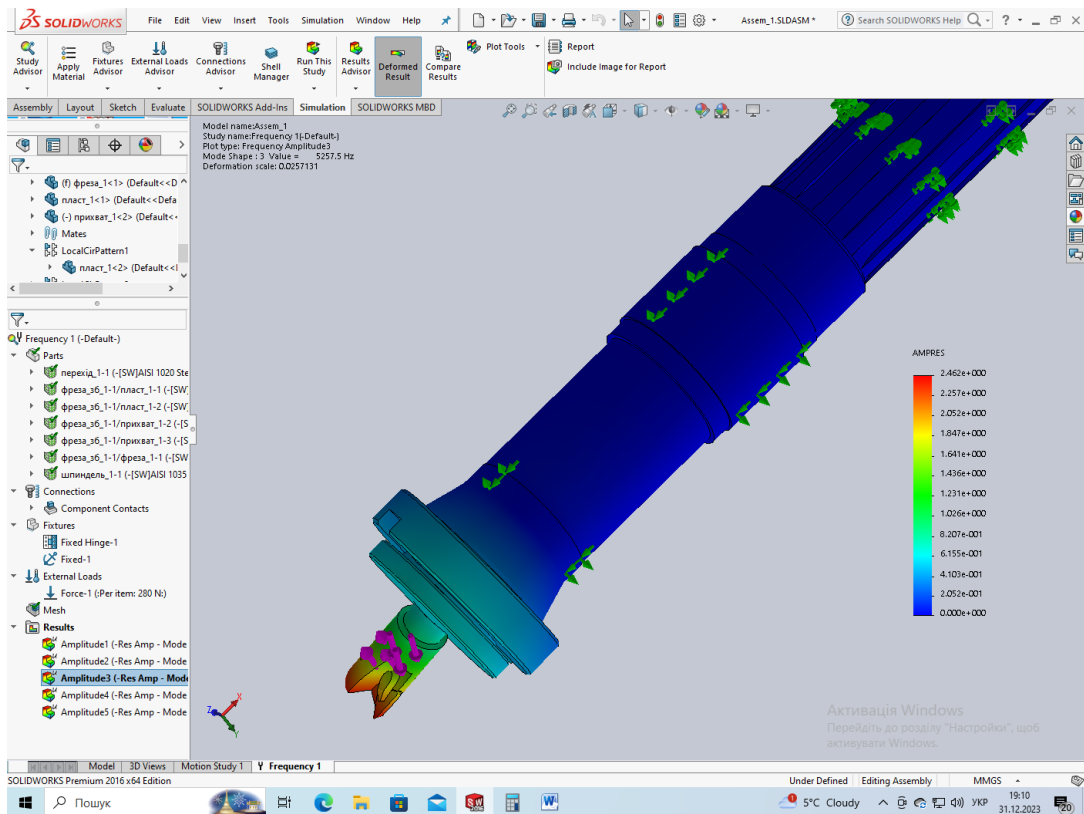 SOLIDWORKS
File Edit View Insert Tools Simulation Window Help
Assem_1.SLDASM *
Search SOLIDWORKS Help
Study Advisor
Apply Material
Fixtures Advisor
External Loads Advisor
Connections Advisor
Shell Manager
Run This Study
Results Advisor
Deformed Result
Compare Results
Plot Tools
Report
Include Image for Report
Assembly Layout Sketch Evaluate SOLIDWORKS Add-Ins Simulation SOLIDWORKS MBD
Model name:Assem_1
Study name:Frequency 1(-Default-)
Plot type: Frequency Amplitude3
Mode Shape : 3 Value = 5257.5 Hz
Deformation scale: 0.0257131
(f) фреза_1<1> (Default<<D
пласт_1<1> (Default<<Defa
(-) прихват_1<2> (Default<<
Mates
LocalCirPattern1
пласт_1<2> (Default<<I
Frequency 1 (-Default-)
Parts
перехід_1-1 (-[SW]AISI 1020 Ste
фреза_зб_1-1/пласт_1-1 (-[SW]
фреза_зб_1-1/пласт_1-2 (-[SW]
фреза_зб_1-1/прихват_1-2 (-[S
фреза_зб_1-1/прихват_1-3 (-[S
фреза_зб_1-1/фреза_1-1 (-[SW]
шпиндель_1-1 (-[SW]AISI 1035
Connections
Component Contacts
Fixtures
Fixed Hinge-1
Fixed-1
External Loads
Force-1 (:Per item: 280 N:)
Mesh
Results
Amplitude1 (-Res Amp - Mode
Amplitude2 (-Res Amp - Mode
Amplitude3 (-Res Amp - Mode
Amplitude4 (-Res Amp - Mode
Amplitude5 (-Res Amp - Mode
AMPRES
2.462e+000
2.257e+000
2.052e+000
1.847e+000
1.641e+000
1.436e+000
1.231e+000
1.026e+000
8.207e-001
6.155e-001
4.103e-001
2.052e-001
0.000e+000
X
Y
Z
Активація Windows
Перейдіть до розділу "Настройки", щоб
активувати Windows.
Model 3D Views Motion Study 1 Frequency 1
SOLIDWORKS Premium 2016 x64 Edition
Under Defined Editing Assembly MMGS
Пошук
5°C Cloudy
УКР
19:10
31.12.2023
20